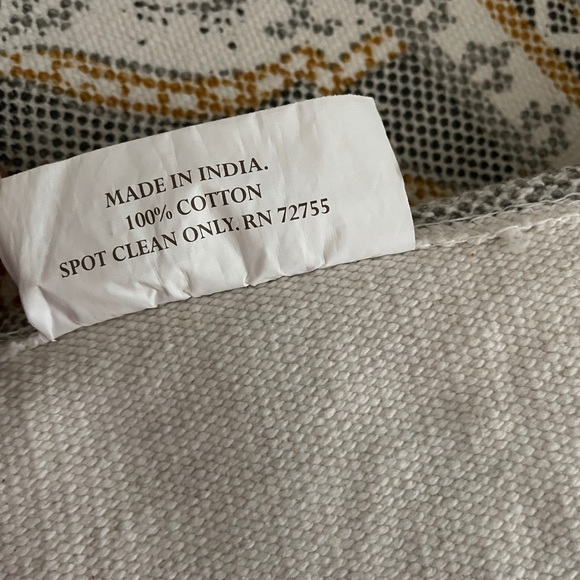 MADE IN INDIA.
100% COTTON
SPOT CLEAN ONLY. RN 72755